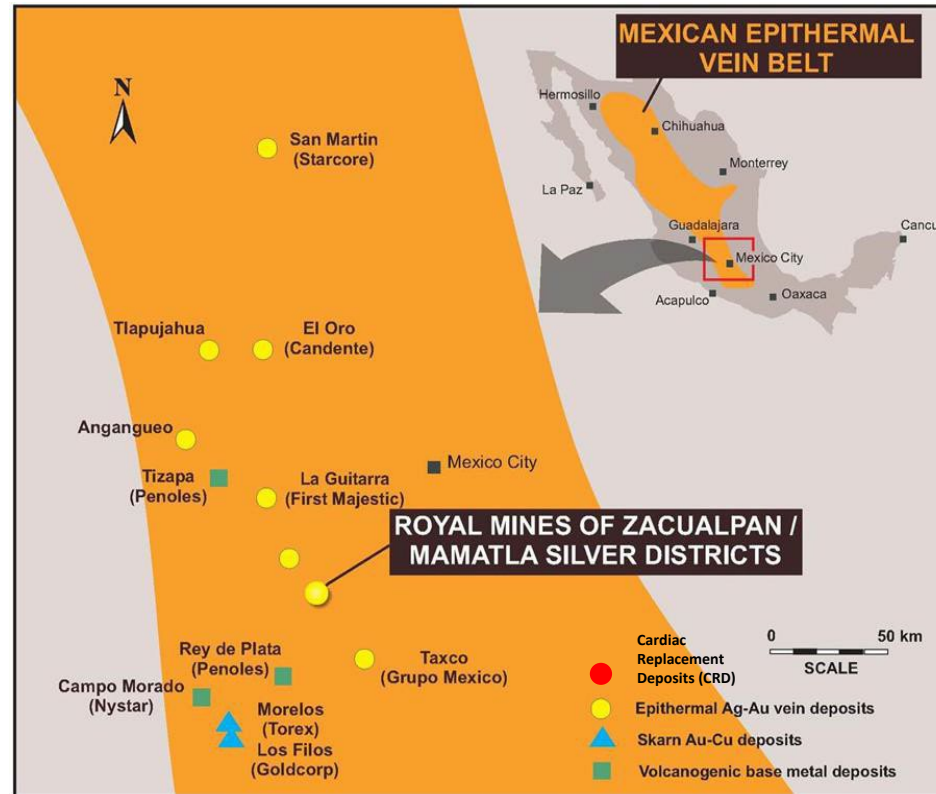 MEXICAN EPITHERMAL
VEIN BELT
N
Hermosillo
Chihuahua
Monterrey
La Paz
Guadalajara
Cancu
Mexico City
Acapulco
Oaxaca
San Martin
(Starcore)
Tlapujahua
El Oro
(Candente)
Angangueo
Mexico City
Tizapa
(Penoles)
La Guitarra
(First Majestic)
ROYAL MINES OF ZACUALPAN /
MAMATLA SILVER DISTRICTS
Rey de Plata
(Penoles)
Taxco
(Grupo Mexico)
Campo Morado
(Nystar)
Morelos
(Torex)
Los Filos
(Goldcorp)
0 50 km
SCALE
Cardiac
Replacement
Deposits (CRD)
Epithermal Ag-Au vein deposits
Skarn Au-Cu deposits
Volcanogenic base metal deposits